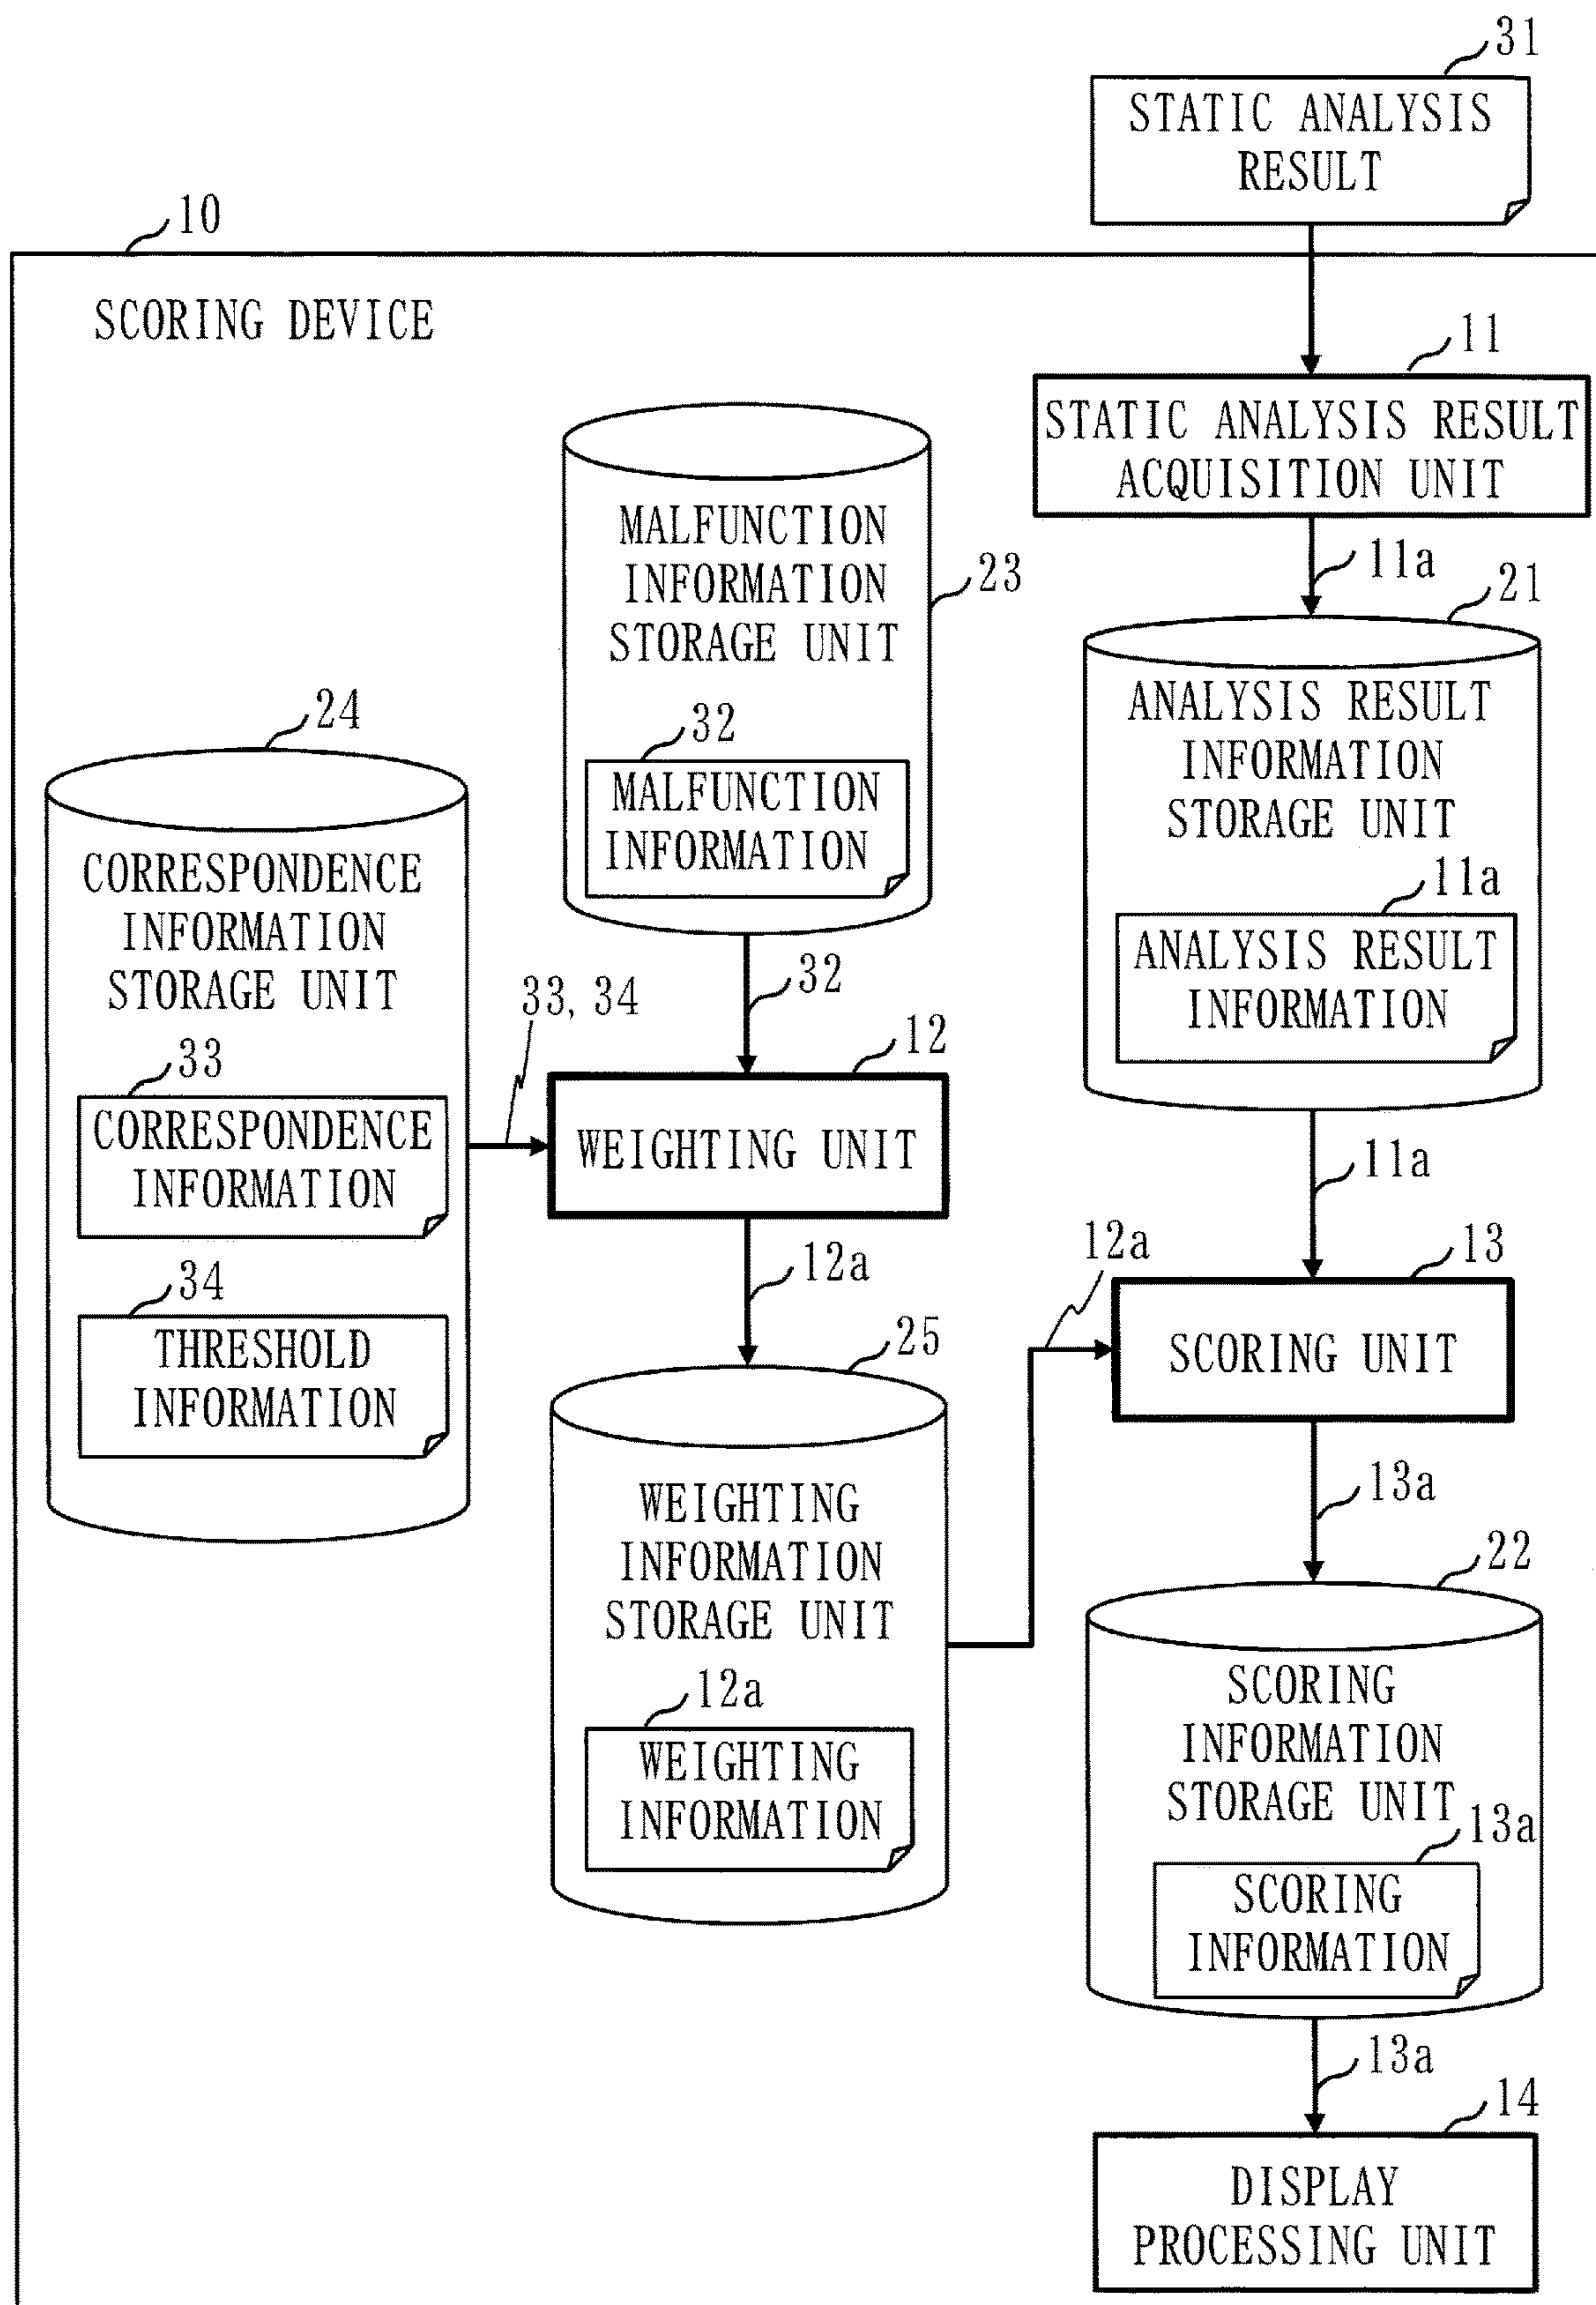 31
STATIC ANALYSIS
RESULT
10
SCORING DEVICE
11
STATIC ANALYSIS RESULT
ACQUISITION UNIT
11a
MALFUNCTION
INFORMATION
STORAGE UNIT
23
32
MALFUNCTION
INFORMATION
32
21
ANALYSIS RESULT
INFORMATION
STORAGE UNIT
11a
ANALYSIS RESULT
INFORMATION
11a
24
CORRESPONDENCE
INFORMATION
STORAGE UNIT
33
CORRESPONDENCE
INFORMATION
34
THRESHOLD
INFORMATION
33, 34
12
WEIGHTING UNIT
12a
25
WEIGHTING
INFORMATION
STORAGE UNIT
12a
WEIGHTING
INFORMATION
12a
13
SCORING UNIT
13a
22
SCORING
INFORMATION
STORAGE UNIT
13a
SCORING
INFORMATION
13a
14
DISPLAY
PROCESSING UNIT